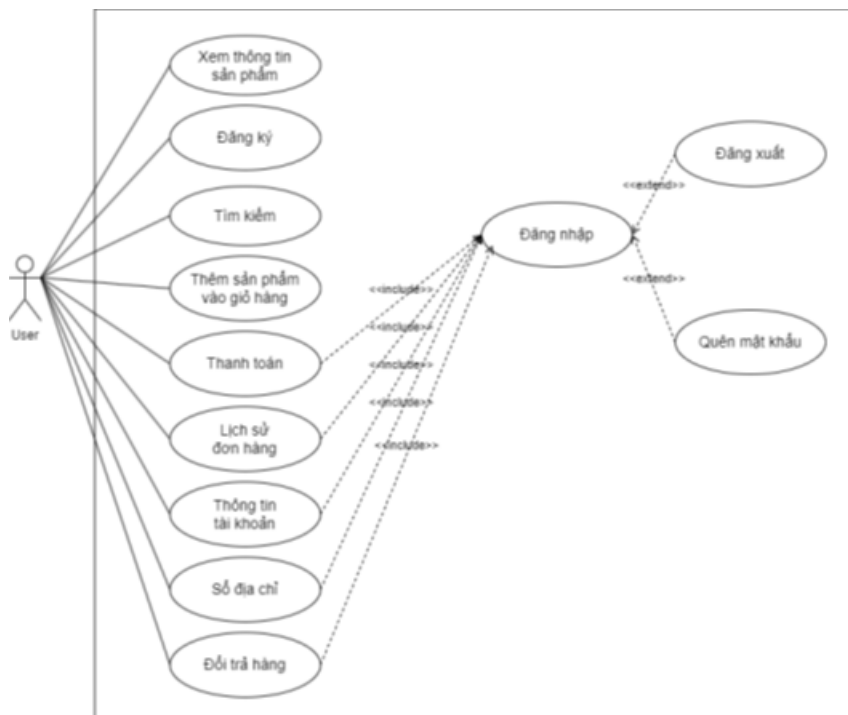 Xem thông tin
sản phẩm
Đăng ký
Tìm kiếm
Thêm sản phẩm
vào giỏ hàng
Thanh toán
Lịch sử
đơn hàng
Thông tin
tài khoản
Sổ địa chỉ
Đổi trả hàng
User
<<include>>
<<include>>
<<include>>
<<include>>
<<include>>
Đăng nhập
<<extend>>
<<extend>>
Đăng xuất
Quên mật khẩu